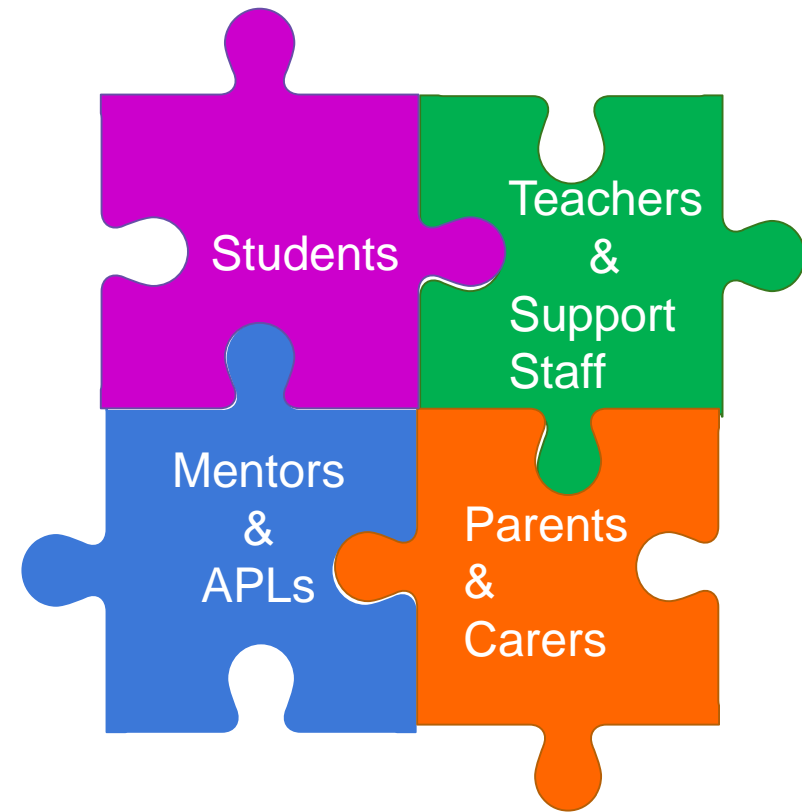 Students
Teachers
&
Support
Staff
Mentors
&
APLs
Parents
&
Carers